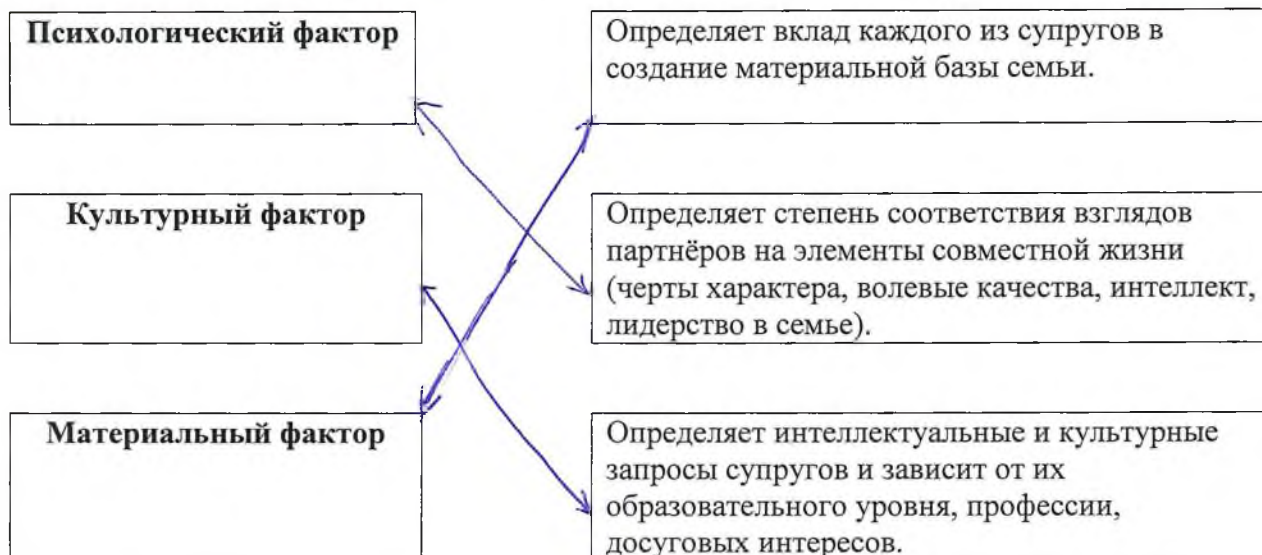 Психологический фактор
Определяет вклад каждого из супругов в
создание материальной базы семьи.
Культурный фактор
Определяет степень соответствия взглядов
партнёров на элементы совместной жизни
(черты характера, волевые качества, интеллект,
лидерство в семье).
Материальный фактор
Определяет интеллектуальные и культурные
запросы супругов и зависит от их
образовательного уровня, профессии,
досуговых интересов.